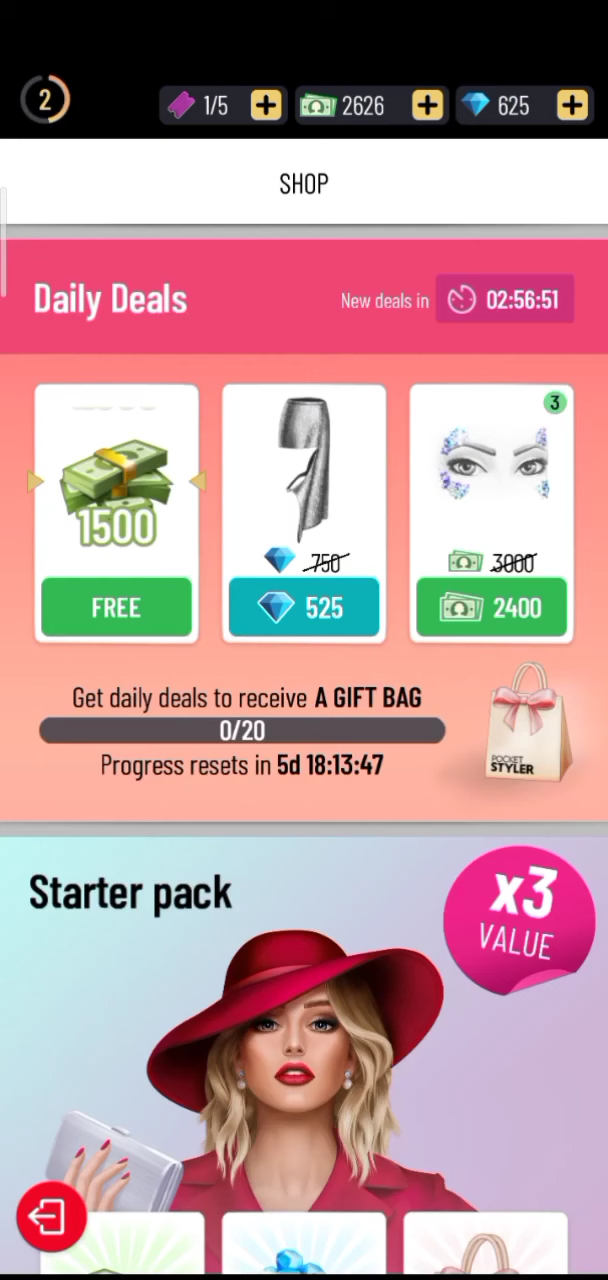 2
1/5
2626
625
SHOP
Daily Deals
New deals in 02:56:51
3
1500
750
3000
FREE
525
2400
Get daily deals to receive A GIFT BAG
0/20
Progress resets in 5d 18:13:47
POCKET
STYLER
Starter pack
x3
VALUE